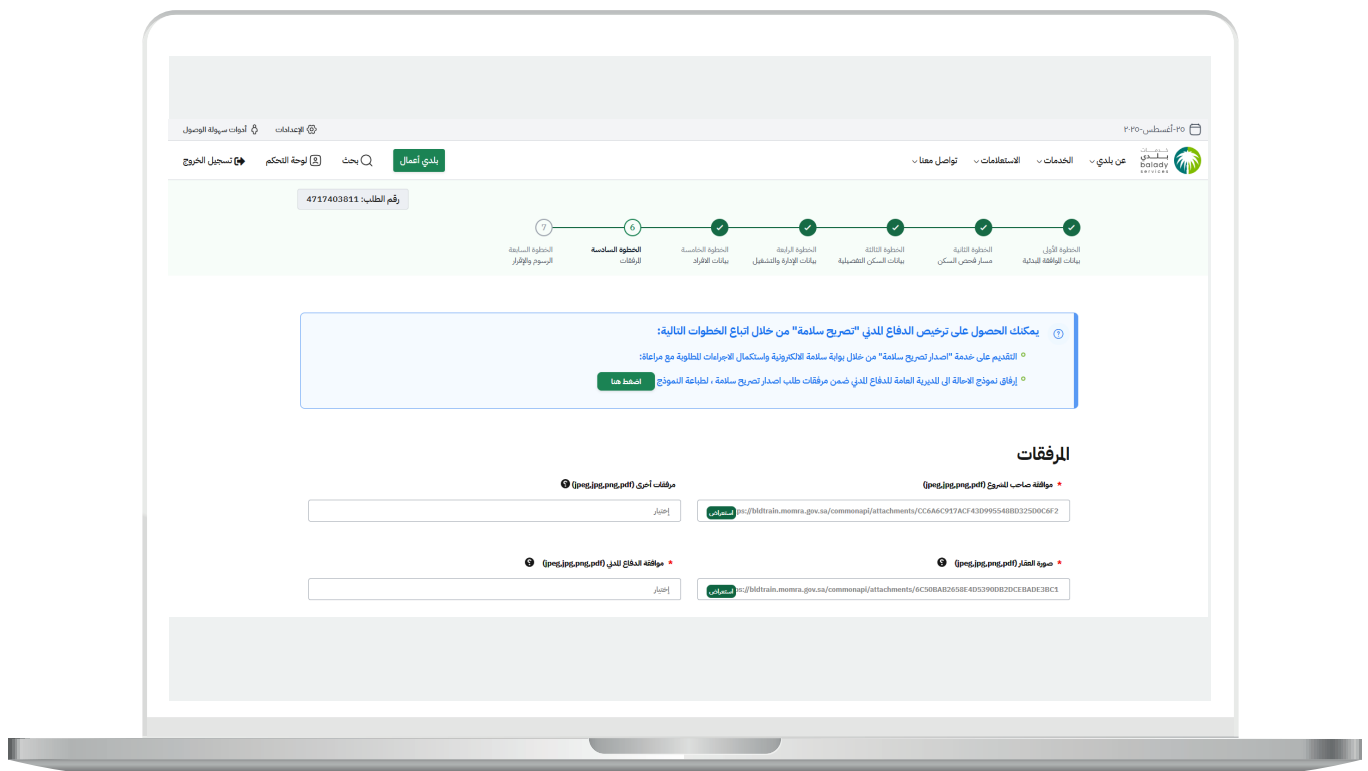 ٢٥-أغسطس-٢٠٢٥
الإعدادات
أدوات سهولة الوصول
خدمات
بلدي
balady
services
عن بلدي
الخدمات
الاستعلامات
تواصل معنا
بلدي أعمال
بحث
لوحة التحكم
تسجيل الخروج
رقم الطلب: 4717403811
6
7
الخطوة الأولى
بيانات الموافقة المبدئية
الخطوة الثانية
مسار فحص السكن
الخطوة الثالثة
بيانات السكن التفصيلية
الخطوة الرابعة
بيانات الإدارة والتشغيل
الخطوة الخامسة
بيانات الافراد
الخطوة السادسة
المرفقات
الخطوة السابعة
الرسوم والإقرار
يمكنك الحصول على ترخيص الدفاع المدني "تصريح سلامة" من خلال اتباع الخطوات التالية:
التقديم على خدمة "اصدار تصريح سلامة" من خلال بوابة سلامة الالكترونية واستكمال الاجراءات المطلوبة مع مراعاة:
إرفاق نموذج الاحالة الى المديرية العامة للدفاع المدني ضمن مرفقات طلب اصدار تصريح سلامة ، لطباعة النموذج اضغط هنا
المرفقات
* موافقة صاحب المشروع (jpeg,jpg,png,pdf)
مرفقات أخرى (jpeg,jpg,png,pdf)
ps://bldtrain.momra.gov.sa/commonapi/attachments/CC6A6C917ACF43D995548BD325D0C6F2
استعراض
إختيار
* صورة العقار (jpeg,jpg,png,pdf)
* موافقة الدفاع المدني (jpeg,jpg,png,pdf)
ps://bldtrain.momra.gov.sa/commonapi/attachments/6C50BAB2658E4D5390DB2DCEBADE3BC1
استعراض
إختيار